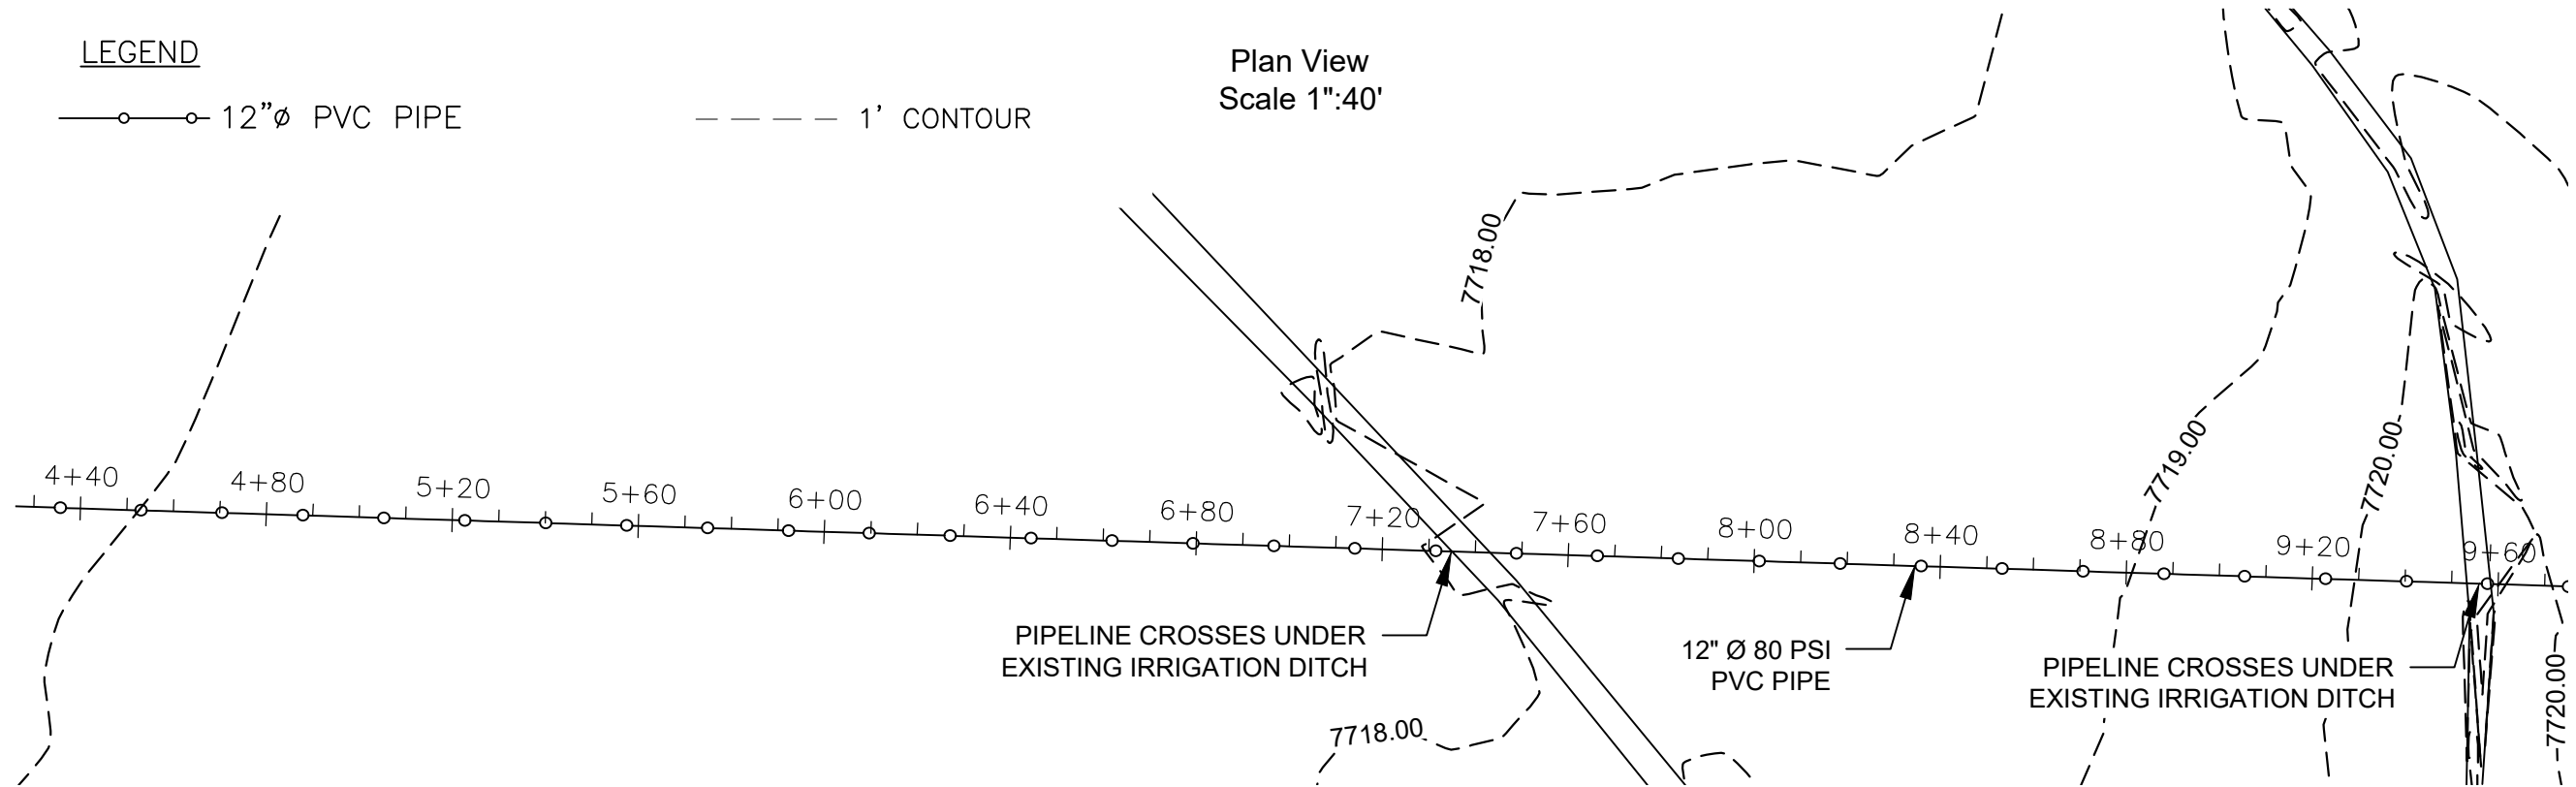 LEGEND
12”ø PVC PIPE
1’ CONTOUR
Plan View
Scale 1":40'
7718.00
7719.00
7720.00
4+40
4+80
5+20
5+60
6+00
6+40
6+80
7+20
7+60
8+00
8+40
8+80
9+20
9+60
PIPELINE CROSSES UNDER
EXISTING IRRIGATION DITCH
12" Ø 80 PSI
PVC PIPE
PIPELINE CROSSES UNDER
EXISTING IRRIGATION DITCH
7718.00
7720.00